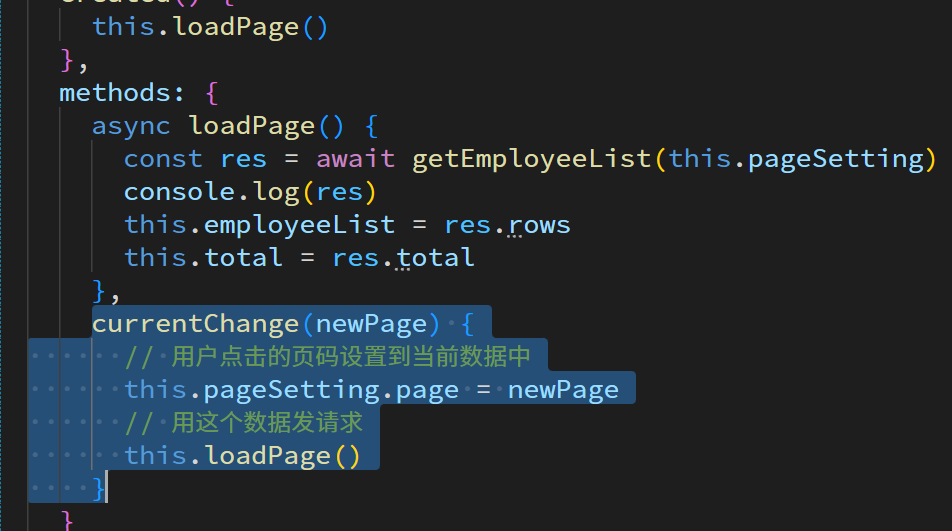 created() {
this.loadPage()
},
methods: {
async loadPage() {
const res = await getEmployeeList(this.pageSetting)
console.log(res)
this.employeeList = res.rows
this.total = res.total
},
currentChange(newPage) {
// 用户点击的页码设置到当前数据中
this.pageSetting.page = newPage
// 用这个数据发请求
this.loadPage()
}
}